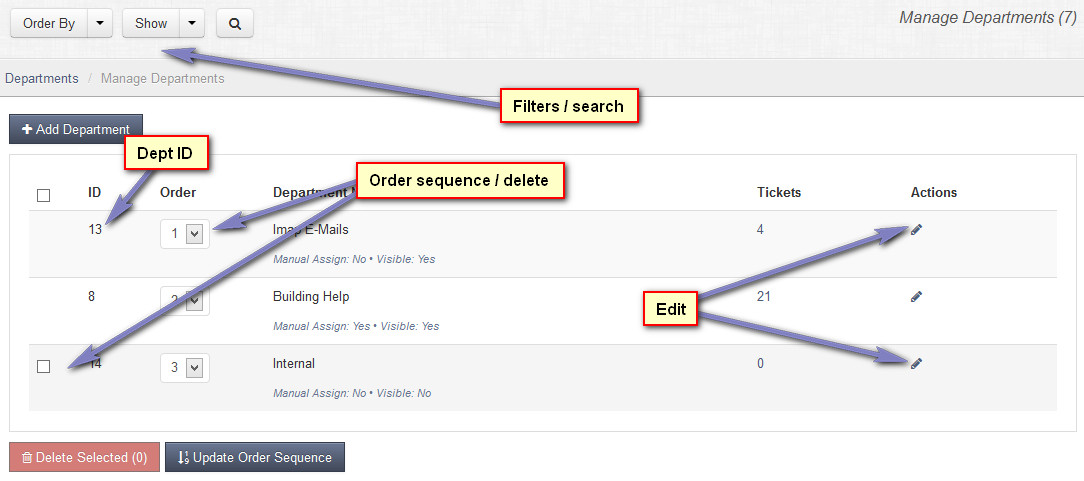 Order By Show
Manage Departments (7)
Departments / Manage Departments
Filters / search
Add Department
Dept ID
Order sequence / delete
ID Order Department Tickets Actions
13 1 Imap E-Mails 4
Manual Assign: No • Visible: Yes
8 2 Building Help 21
Manual Assign: Yes • Visible: Yes
Edit
14 3 Internal 0
Manual Assign: No • Visible: No
Delete Selected (0) Update Order Sequence